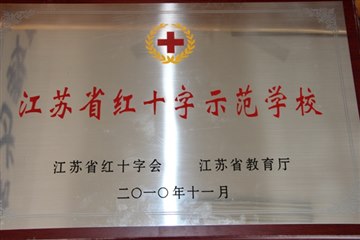 江苏省红十字示范学校
江苏省红十字会 江苏省教育厅
二〇一〇年十一月